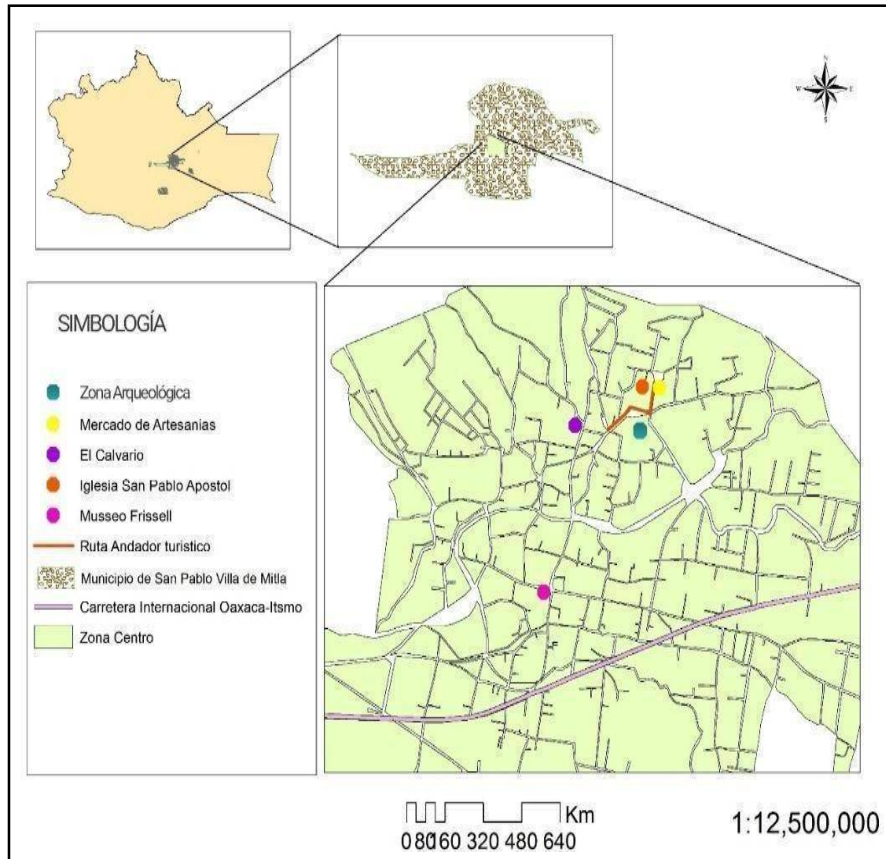 N
W E
S
SIMBOLOGÍA
Zona Arqueológica
Mercado de Artesanias
El Calvario
Iglesia San Pablo Apostol
Musseo Frissell
Ruta Andador turistico
Municipio de San Pablo Villa de Mitla
Carretera Internacional Oaxaca-Itsmo
Zona Centro
Km
0 80 160 320 480 640
1:12,500,000